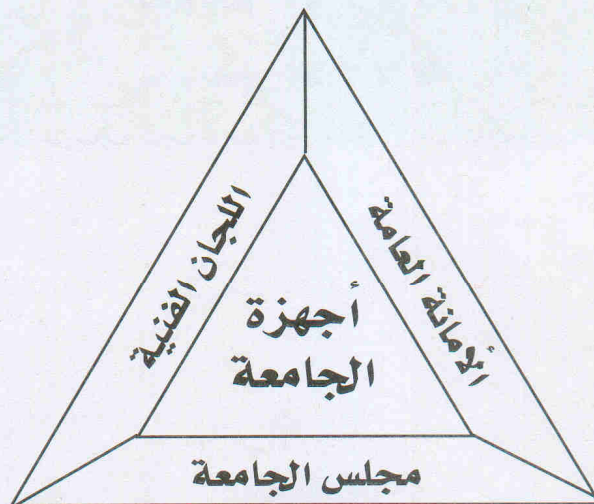 الأمانة العامة
اللجان الفنية
أجهزة
الجامعة
مجلس الجامعة